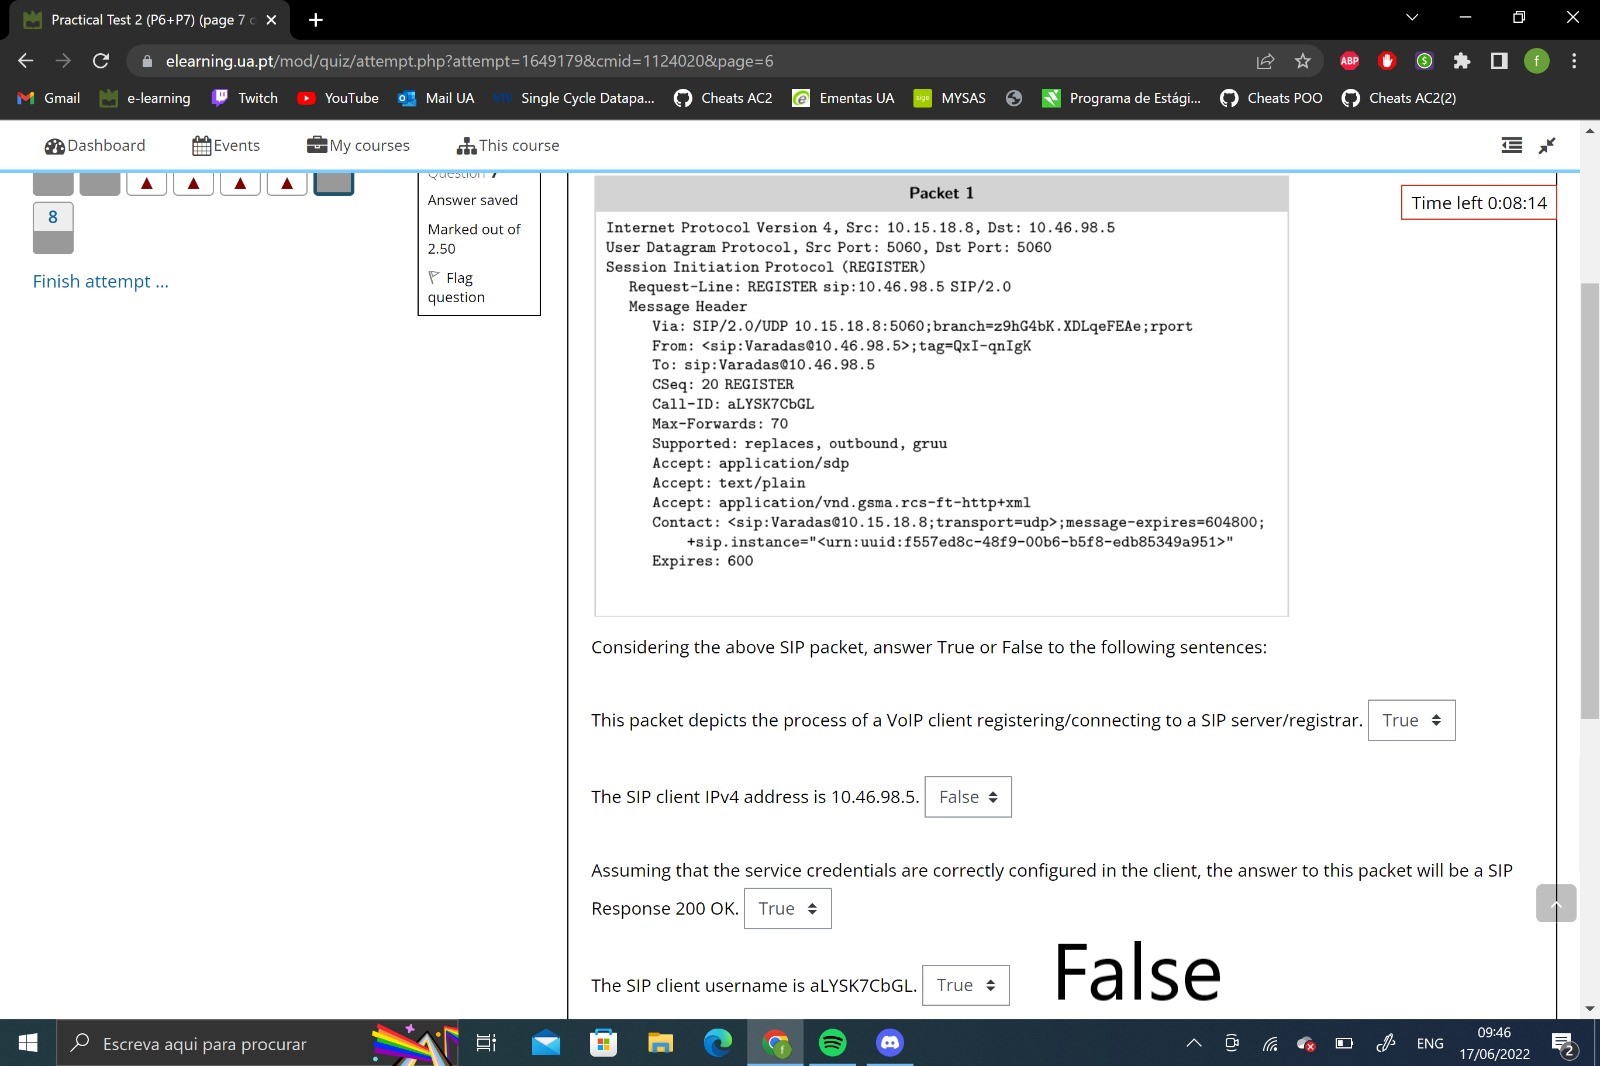 Practical Test 2 (P6+P7) (page 7
elearning.ua.pt/mod/quiz/attempt.php?attempt=1649179&cmid=1124020&page=6
ABP
f
Gmail e-learning Twitch YouTube Mail UA Single Cycle Datapa... Cheats AC2 Ementas UA MYSAS Programa de Estági... Cheats POO Cheats AC2(2)
Dashboard Events My courses This course
Question 7
Answer saved
Marked out of
2.50
Flag
question
8
Finish attempt ...
Time left 0:08:14
Packet 1
Internet Protocol Version 4, Src: 10.15.18.8, Dst: 10.46.98.5
User Datagram Protocol, Src Port: 5060, Dst Port: 5060
Session Initiation Protocol (REGISTER)
Request-Line: REGISTER sip:10.46.98.5 SIP/2.0
Message Header
Via: SIP/2.0/UDP 10.15.18.8:5060;branch=z9hG4bK.XDLqeFEAe;rport
From: <sip:Varadas@10.46.98.5>;tag=QxI-qnIgK
To: sip:Varadas@10.46.98.5
CSeq: 20 REGISTER
Call-ID: aLYSK7CbGL
Max-Forwards: 70
Supported: replaces, outbound, gruu
Accept: application/sdp
Accept: text/plain
Accept: application/vnd.gsma.rcs-ft-http+xml
Contact: <sip:Varadas@10.15.18.8;transport=udp>;message-expires=604800;
+sip.instance="<urn:uuid:f557ed8c-48f9-00b6-b5f8-edb85349a951>"
Expires: 600
Considering the above SIP packet, answer True or False to the following sentences:
This packet depicts the process of a VoIP client registering/connecting to a SIP server/registrar. True
The SIP client IPv4 address is 10.46.98.5. False
Assuming that the service credentials are correctly configured in the client, the answer to this packet will be a SIP
Response 200 OK. True
The SIP client username is aLYSK7CbGL. True
False
Escreva aqui para procurar
ENG
09:46
17/06/2022
2